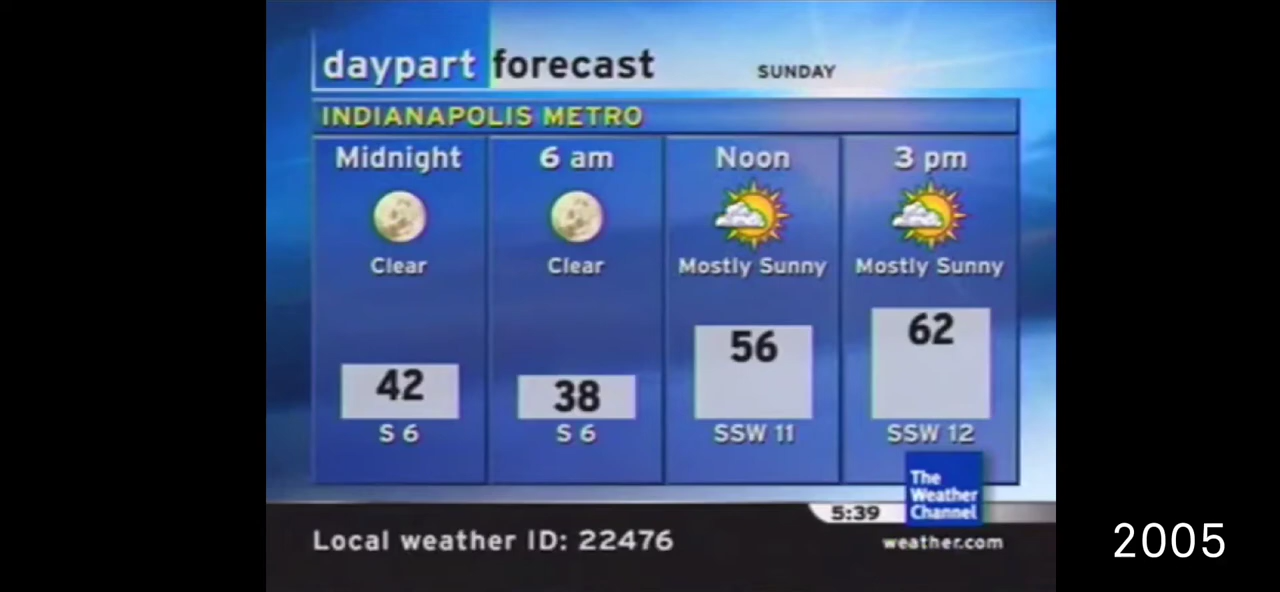 daypart forecast SUNDAY
INDIANAPOLIS METRO
Midnight 6 am Noon 3 pm
Clear Clear Mostly Sunny Mostly Sunny
42 38 56 62
S 6 S 6 SSW 11 SSW 12
The
Weather
Channel
5:39
Local weather ID: 22476
weather.com
2005